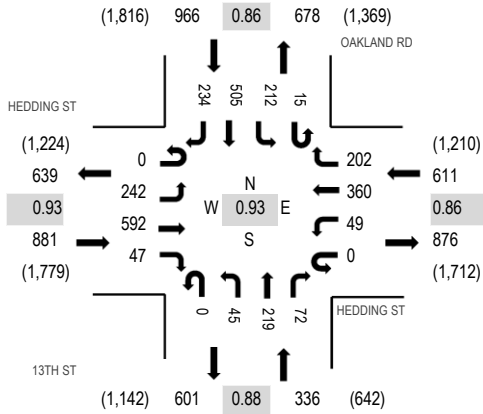 (1,816) 966 0.86 678 (1,369)
OAKLAND RD
234 505 212 15
HEDDING ST
(1,224) (1,210)
0 202
639 611
242 N 360
0.93 W 0.93 E 0.86
592 S 49
881 876
47 0
(1,779) (1,712)
0 45 219 72
HEDDING ST
13TH ST
(1,142) 601 0.88 336 (642)